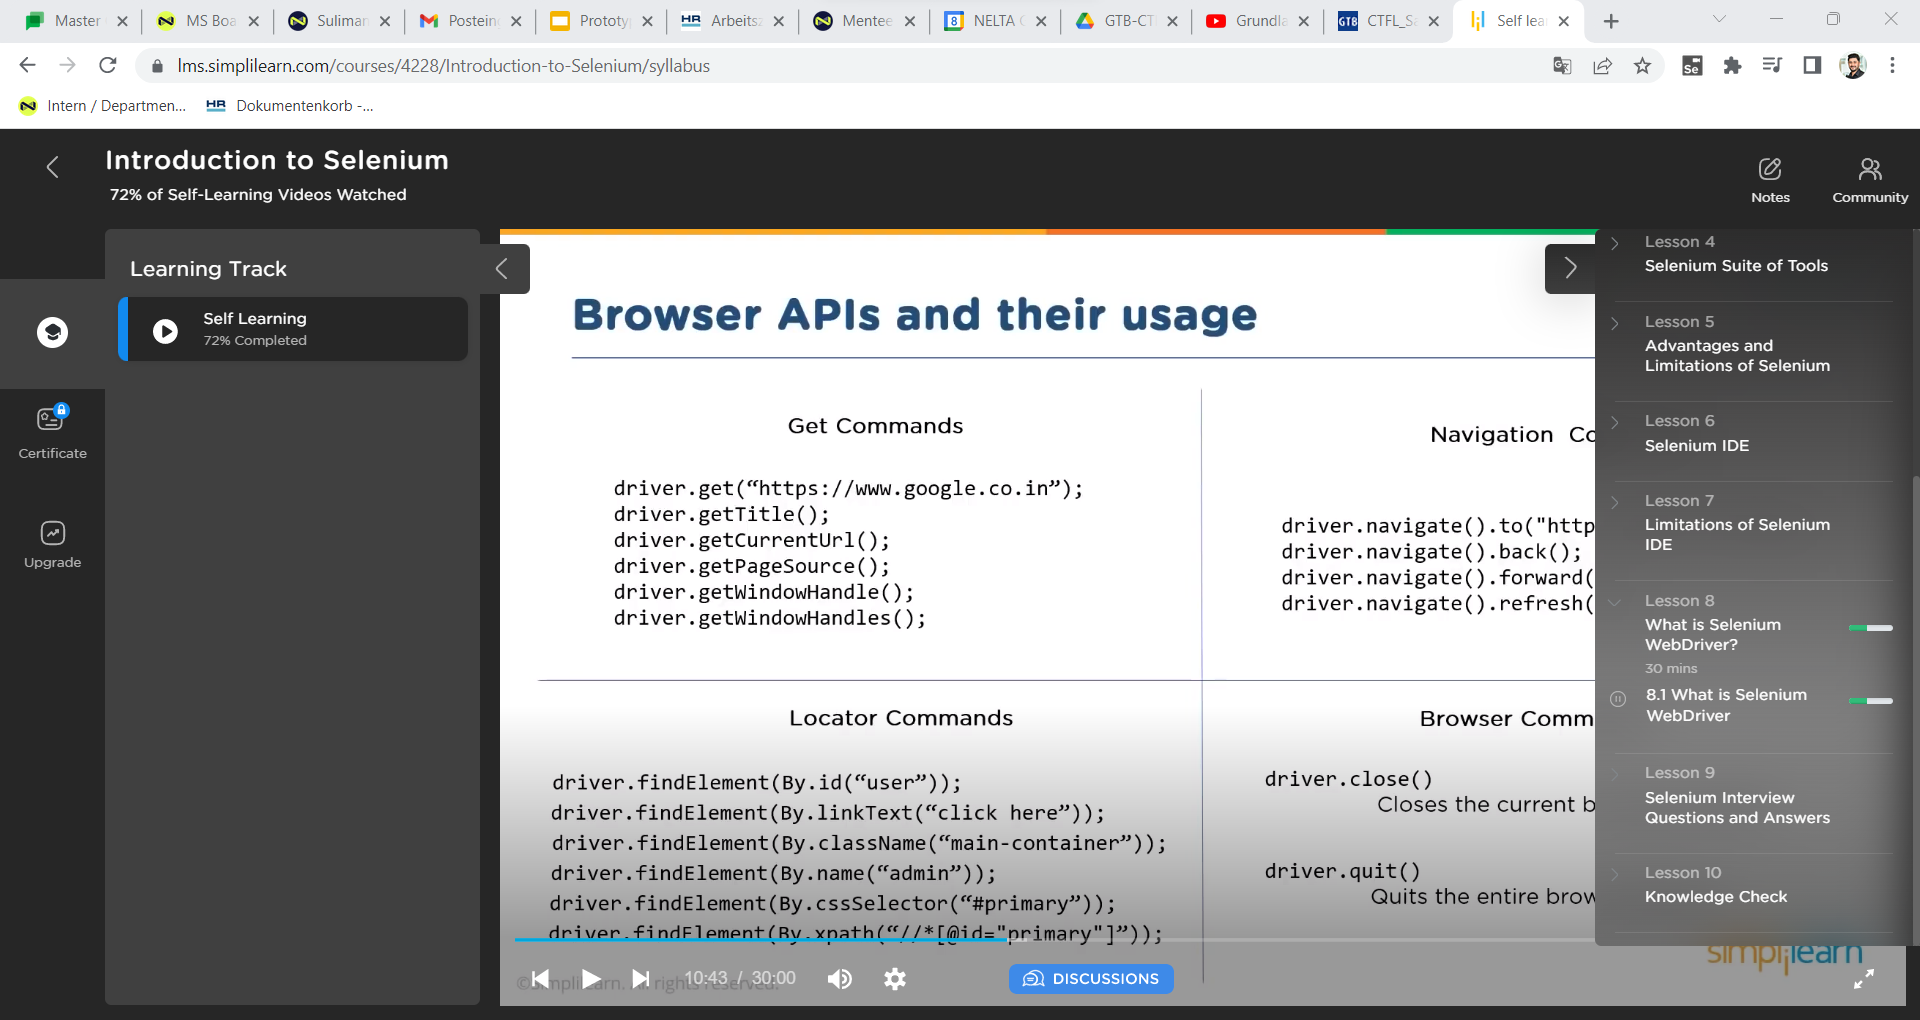 Master
MS Boa
Suliman
Postein
Prototy
HR Arbeits
Mentee
8 NELTA
GTB-CT
Grundla
GTB CTFL_S
Self lea
lms.simplilearn.com/courses/4228/Introduction-to-Selenium/syllabus
Se
Intern / Departmen...
HR Dokumentenkorb -...
Introduction to Selenium
72% of Self-Learning Videos Watched
Notes
Community
Learning Track
Self Learning
72% Completed
Certificate
Upgrade
Browser APIs and their usage
Get Commands
driver.get(“https://www.google.co.in”);
driver.getTitle();
driver.getCurrentUrl();
driver.getPageSource();
driver.getWindowHandle();
driver.getWindowHandles();
Navigation Co
driver.navigate().to("http
driver.navigate().back();
driver.navigate().forward(
driver.navigate().refresh(
Locator Commands
driver.findElement(By.id(“user”));
driver.findElement(By.linkText(“click here”));
driver.findElement(By.className(“main-container”));
driver.findElement(By.name(“admin”));
driver.findElement(By.cssSelector(“#primary”));
driver.findElement(By.xpath(“//*[@id="primary"]”));
Browser Comm
driver.close()
Closes the current b
driver.quit()
Quits the entire brow
Lesson 4
Selenium Suite of Tools
Lesson 5
Advantages and
Limitations of Selenium
Lesson 6
Selenium IDE
Lesson 7
Limitations of Selenium
IDE
Lesson 8
What is Selenium
WebDriver?
30 mins
8.1 What is Selenium
WebDriver
Lesson 9
Selenium Interview
Questions and Answers
Lesson 10
Knowledge Check
simplilearn
10:43 / 30:00
DISCUSSIONS
©Simplilearn. All rights reserved.